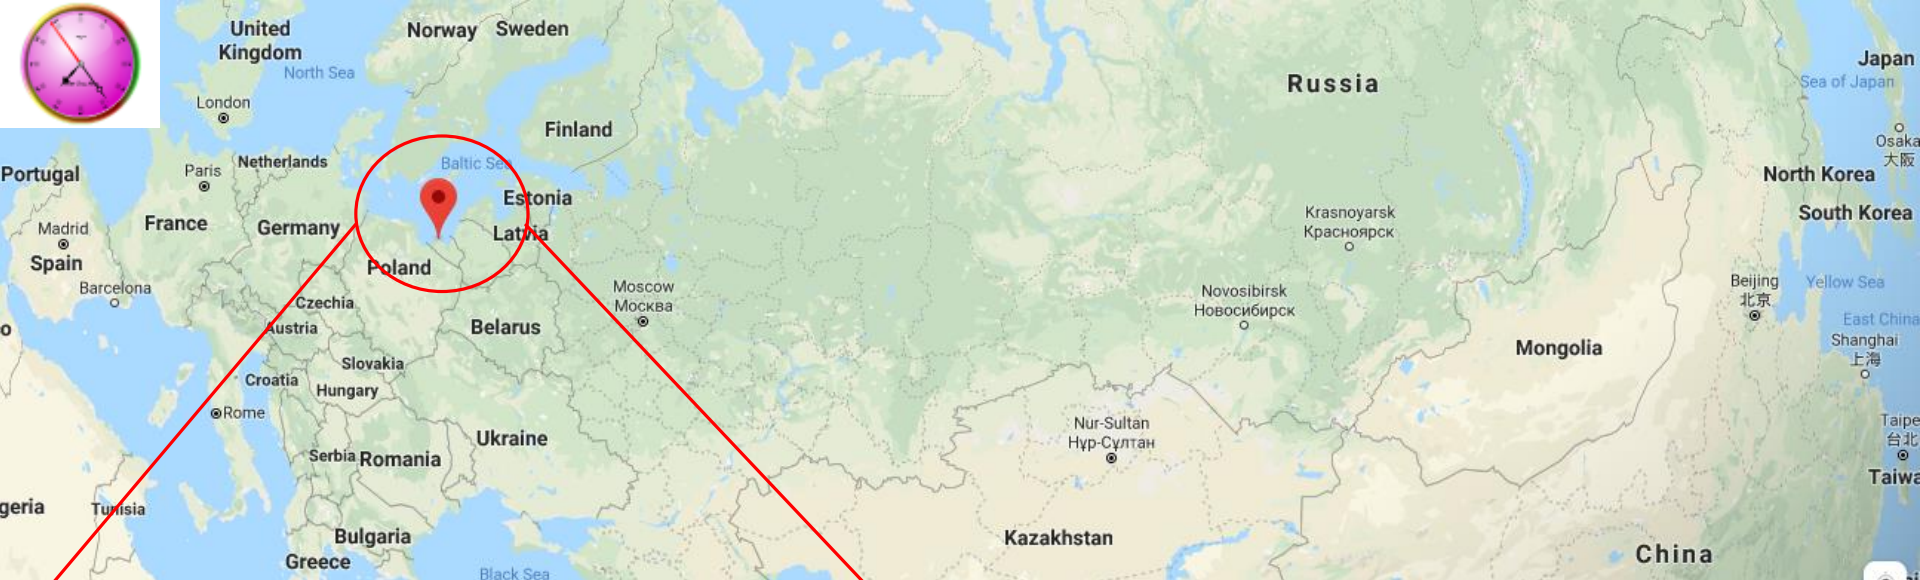 United
Kingdom
Norway
Sweden
North Sea
London
Finland
Russia
Japan
Sea of Japan
Osaka
大阪
Portugal
Paris
Netherlands
Baltic Sea
Estonia
North Korea
South Korea
Madrid
France
Germany
Latvia
Krasnoyarsk
Красноярск
Spain
Barcelona
Poland
Czechia
Austria
Moscow
Москва
Novosibirsk
Новосибирск
Beijing
北京
Yellow Sea
East China
Shanghai
上海
Belarus
Mongolia
Slovakia
Croatia
Hungary
Rome
Nur-Sultan
Нұр-Сұлтан
Ukraine
Serbia
Romania
Taipe
台北
Taiwa
geria
Tunisia
Bulgaria
Greece
Kazakhstan
China
Black Sea